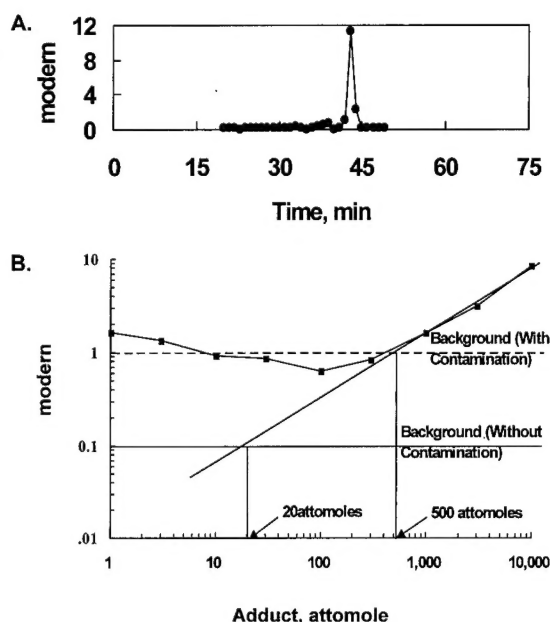 A.
modern
12
8
4
0
0 15 30 45 60 75
Time, min
B.
modern
10
1
0.1
.01
Background (With
Contamination)
Background.(Without
Contamination)
20attomoles
500 attomoles
1 10 100 1,000 10,000
Adduct, attomole